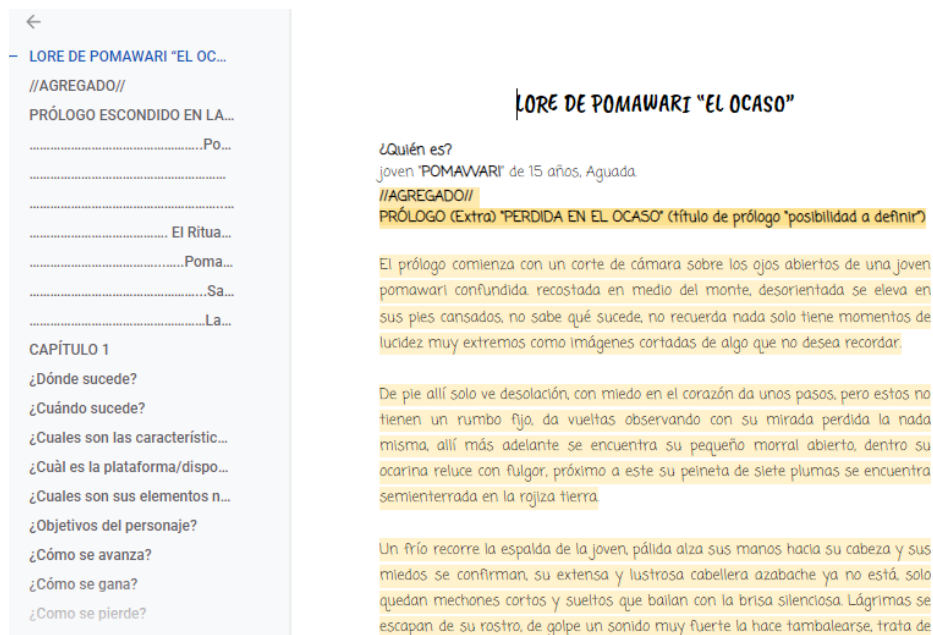 LORE DE POMAWARI “EL OC...
//AGREGADO//
PRÓLOGO ESCONDIDO EN LA...
......................................................Po...
..............................................................
..............................................................
............................................ El Ritua...
..................................................Poma...
........................................................Sa...
.......................................................La...
CAPÍTULO 1
¿Dónde sucede?
¿Cuándo sucede?
¿Cuales son las característic...
¿Cuàl es la plataforma/dispo...
¿Cuales son sus elementos n...
¿Objetivos del personaje?
¿Cómo se avanza?
¿Cómo se gana?
¿Como se pierde?
LORE DE POMAWARI “EL OCASO”
¿Quién es?
joven "POMAWARI" de 15 años, Aguada.
//AGREGADO//
PRÓLOGO (Extra) "PERDIDA EN EL OCASO" (título de prólogo "posibilidad a definir")
El prólogo comienza con un corte de cámara sobre los ojos abiertos de una joven
pomawari confundida. recostada en medio del monte, desorientada se eleva en
sus pies cansados, no sabe qué sucede, no recuerda nada solo tiene momentos de
lucidez muy extremos como imágenes cortadas de algo que no desea recordar.
De pie allí solo ve desolación, con miedo en el corazón da unos pasos, pero estos no
tienen un rumbo fijo, da vueltas observando con su mirada perdida la nada
misma, allí más adelante se encuentra su pequeño morral abierto, dentro su
ocarina reluce con fulgor, próximo a este su peineta de siete plumas se encuentra
semienterrada en la rojiza tierra.
Un frío recorre la espalda de la joven, pálida alza sus manos hacia su cabeza y sus
miedos se confirman, su extensa y lustrosa cabellera azabache ya no está, solo
quedan mechones cortos y sueltos que bailan con la brisa silenciosa. Lágrimas se
escapan de su rostro, de golpe un sonido muy fuerte la hace tambalearse, trata de